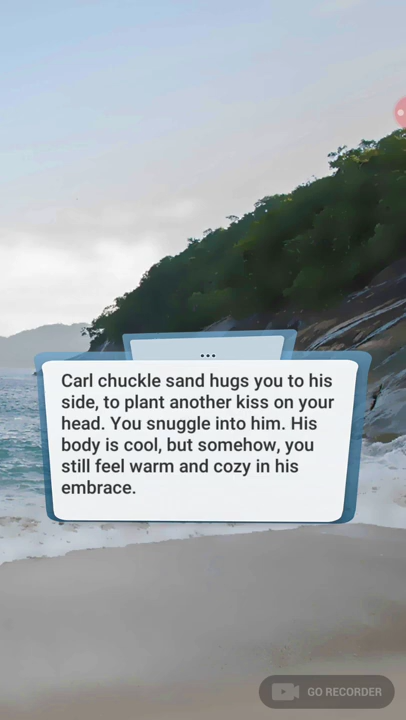 ...
Carl chuckle sand hugs you to his
side, to plant another kiss on your
head. You snuggle into him. His
body is cool, but somehow, you
still feel warm and cozy in his
embrace.
GO RECORDER